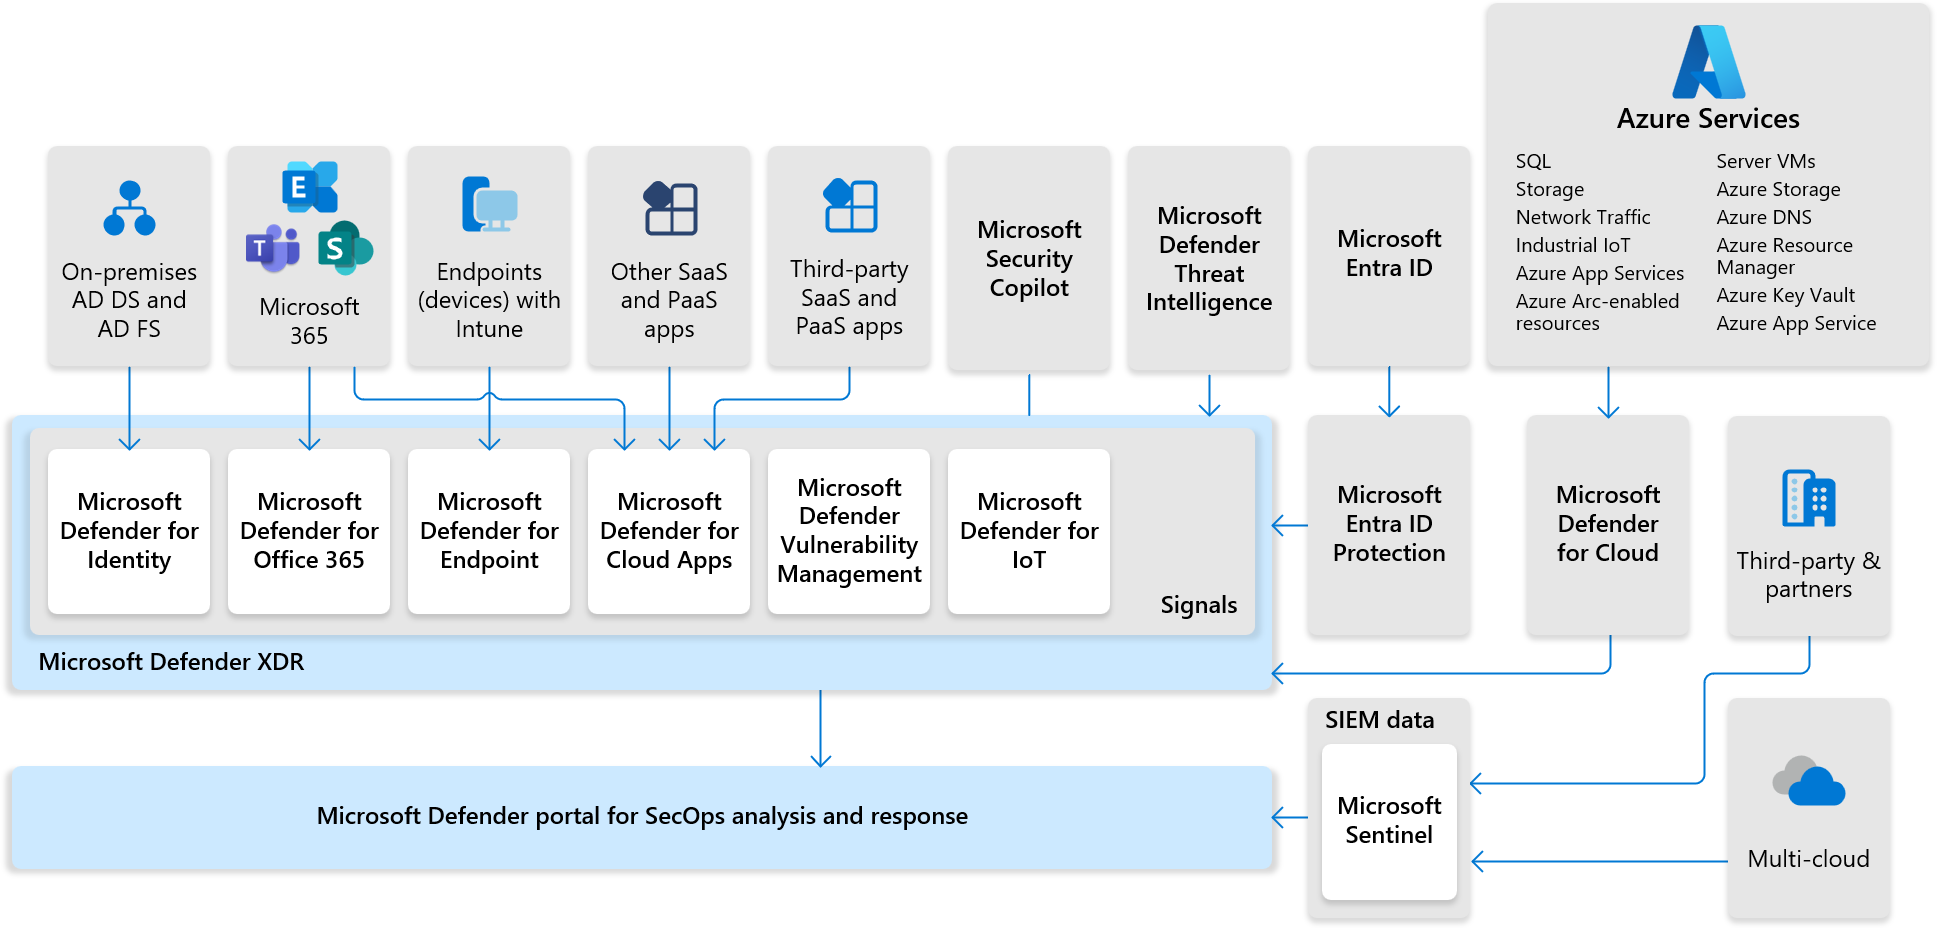 Azure Services
SQL
Storage
Network Traffic
Industrial IoT
Azure App Services
Azure Arc-enabled
resources
Server VMs
Azure Storage
Azure DNS
Azure Resource
Manager
Azure Key Vault
Azure App Service
On-premises
AD DS and
AD FS
E
T
S
Microsoft
365
Endpoints
(devices) with
Intune
Other SaaS
and PaaS
apps
Third-party
SaaS and
PaaS apps
Microsoft
Security
Copilot
Microsoft
Defender
Threat
Intelligence
Microsoft
Entra ID
Microsoft
Defender for
Identity
Microsoft
Defender for
Office 365
Microsoft
Defender for
Endpoint
Microsoft
Defender for
Cloud Apps
Microsoft
Defender
Vulnerability
Management
Microsoft
Defender for
IoT
Signals
Microsoft Defender XDR
Microsoft
Entra ID
Protection
Microsoft
Defender
for Cloud
Third-party &
partners
SIEM data
Microsoft
Sentinel
Multi-cloud
Microsoft Defender portal for SecOps analysis and response